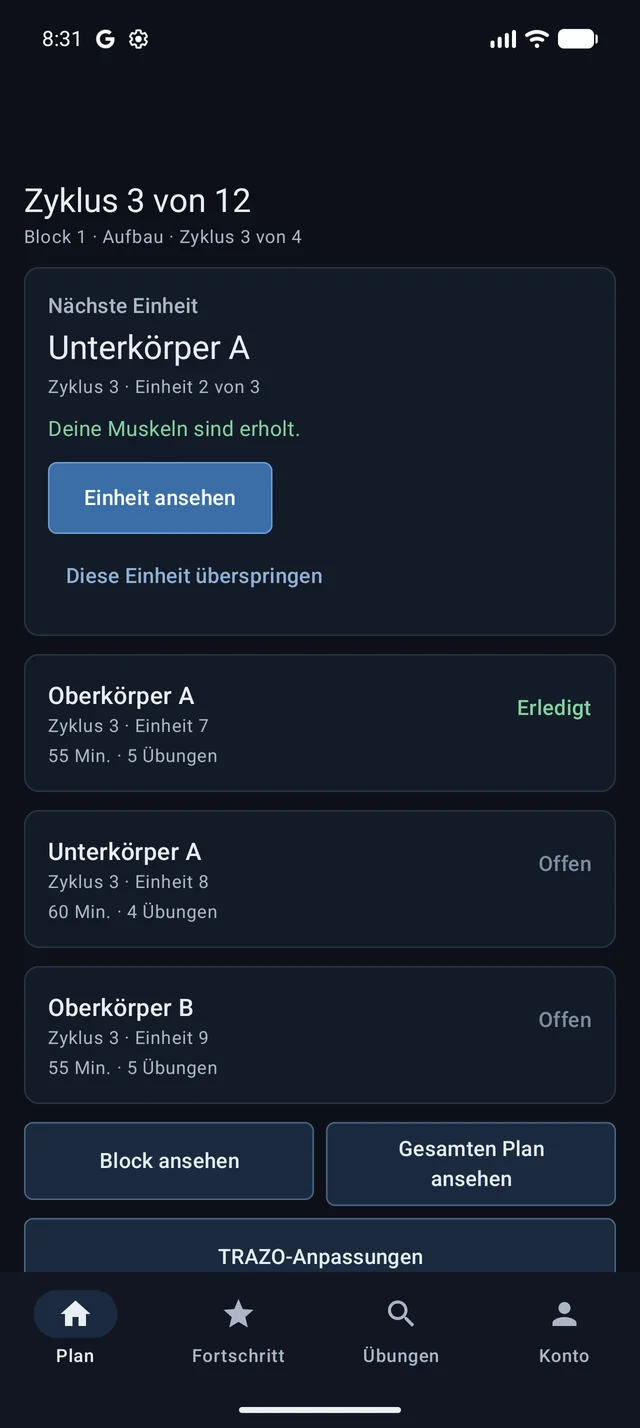 8:31
Zyklus 3 von 12
Block 1 · Aufbau · Zyklus 3 von 4
Nächste Einheit
Unterkörper A
Zyklus 3 · Einheit 2 von 3
Deine Muskeln sind erholt.
Einheit ansehen
Diese Einheit überspringen
Oberkörper A
Erledigt
Zyklus 3 · Einheit 7
55 Min. · 5 Übungen
Unterkörper A
Offen
Zyklus 3 · Einheit 8
60 Min. · 4 Übungen
Oberkörper B
Offen
Zyklus 3 · Einheit 9
55 Min. · 5 Übungen
Block ansehen
Gesamten Plan
ansehen
TRAZO-Anpassungen
Plan
Fortschritt
Übungen
Konto